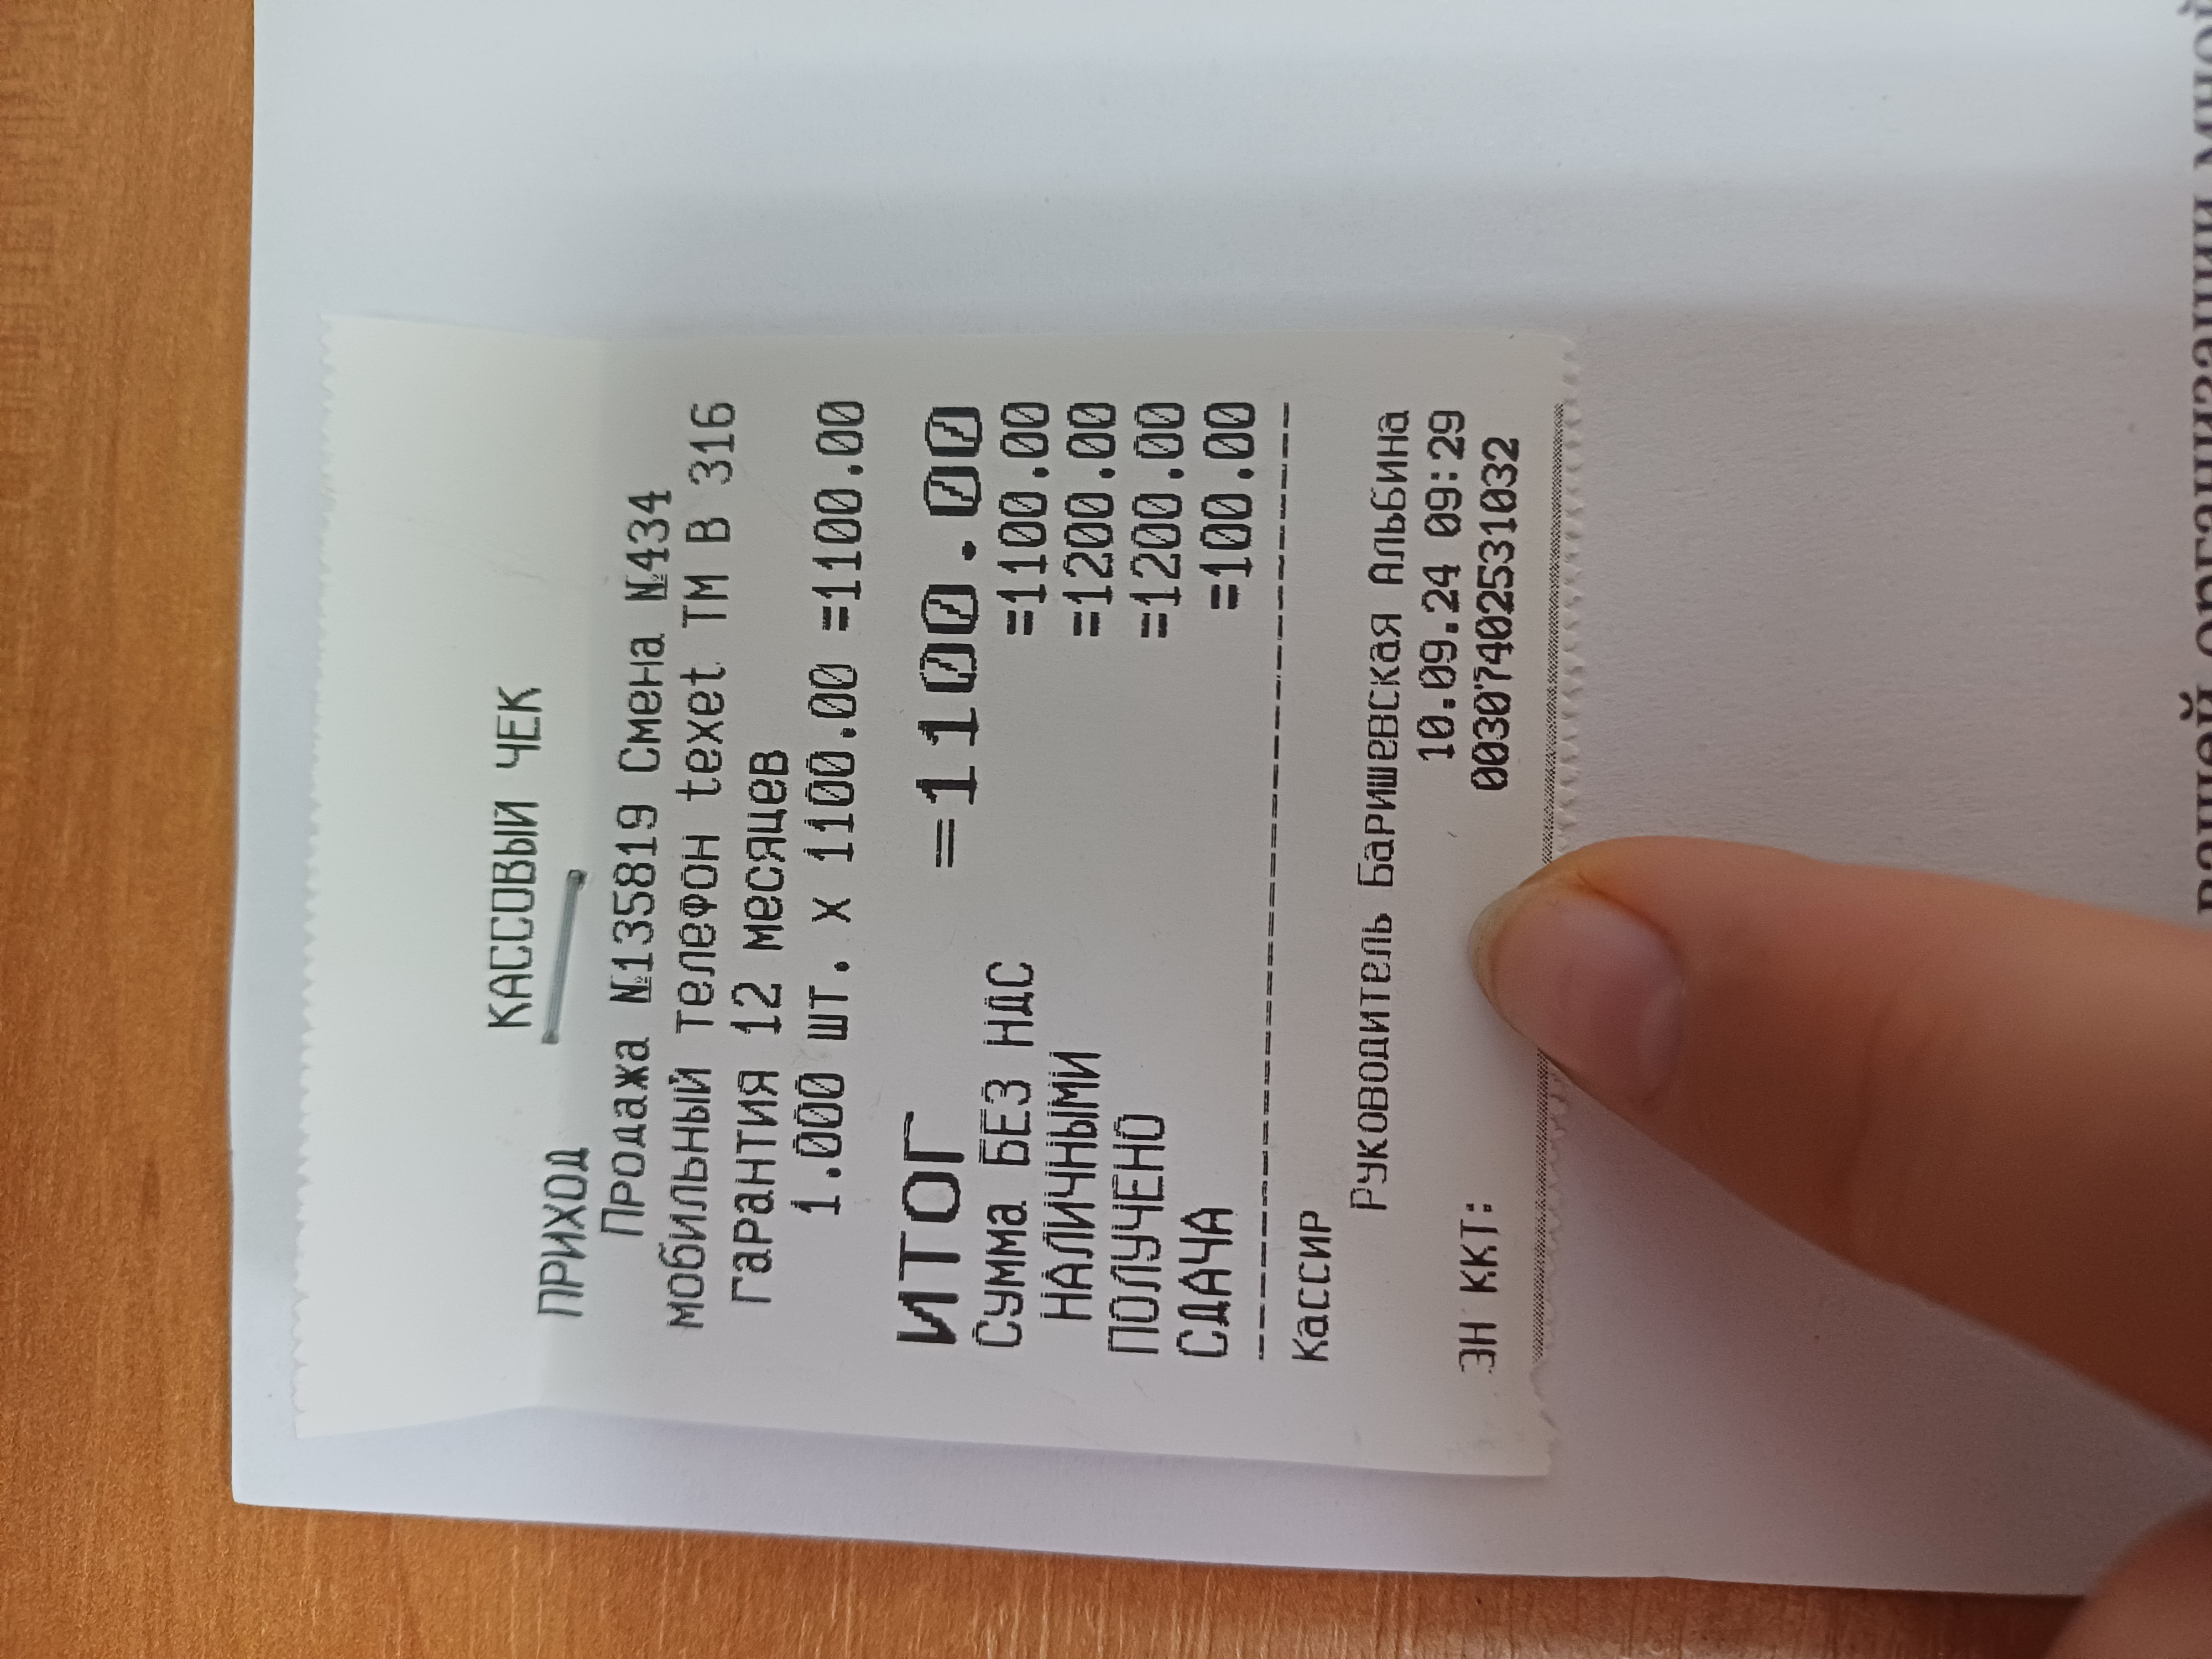 КАССОВЫЙ ЧЕК
ПРИХОД
Продажа №135819 Смена №434
мобильный телефон texet TM B 316
гарантия 12 месяцев
1.000 шт. х 1100.00 =1100.00
ИТОГ =1100.00
Сумма БЕЗ НДС =1100.00
НАЛИЧНЫМИ =1200.00
ПОЛУЧЕНО =1200.00
СДАЧА =100.00
Кассир
Руководитель Баришевская Альбина
10.09.24 09:29
ЗН ККТ: 00307402531032